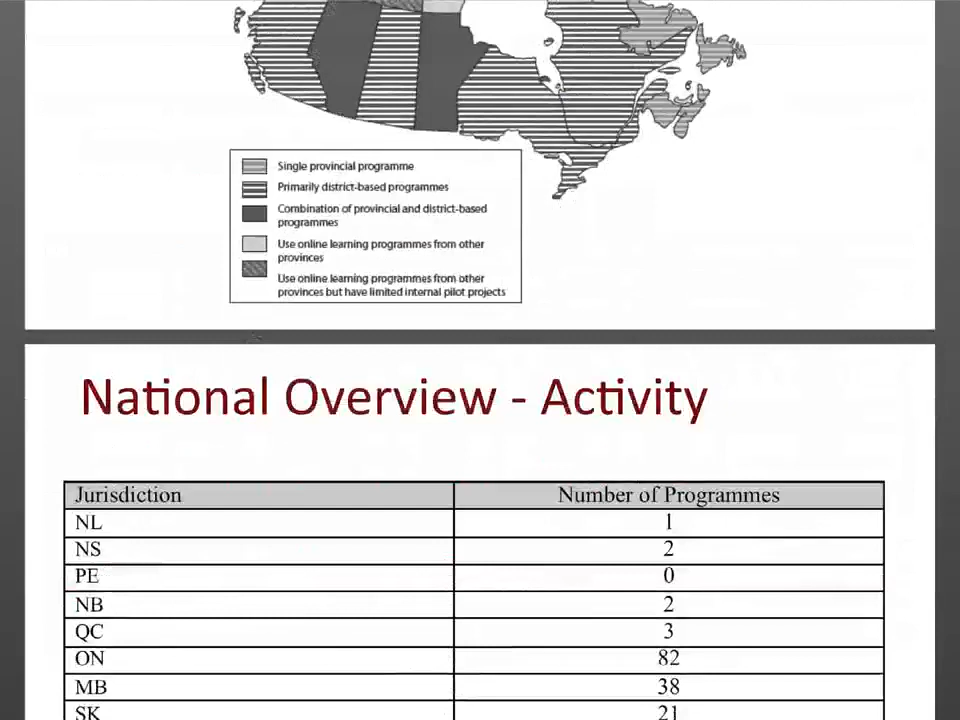 Single provincial programme
Primarily district-based programmes
Combination of provincial and district-based
programmes
Use online learning programmes from other
provinces
Use online learning programmes from other
provinces but have limited internal pilot projects
National Overview - Activity
Jurisdiction Number of Programmes
NL 1
NS 2
PE 0
NB 2
QC 3
ON 82
MB 38
SK 21